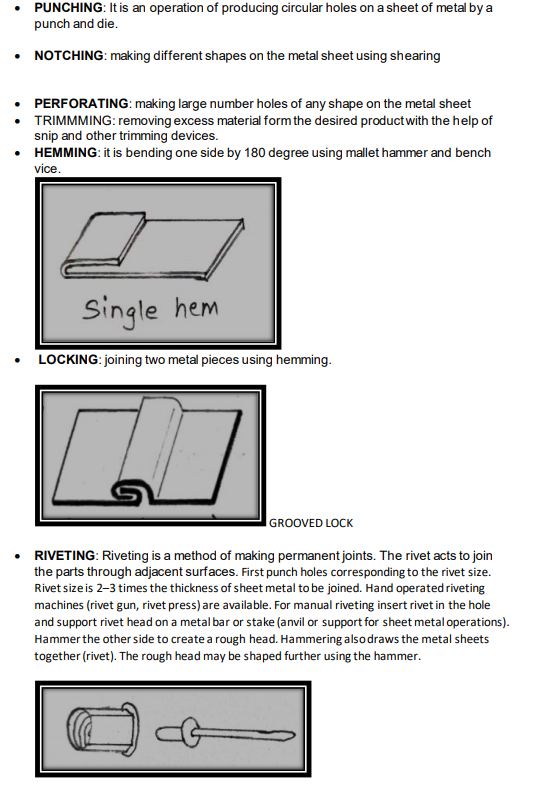 • PUNCHING: It is an operation of producing circular holes on a sheet of metal by a
punch and die.
• NOTCHING: making different shapes on the metal sheet using shearing
• PERFORATING: making large number holes of any shape on the metal sheet
• TRIMMMING: removing excess material form the desired product with the help of
snip and other trimming devices.
• HEMMING: it is bending one side by 180 degree using mallet hammer and bench
vice.
Single hem
• LOCKING: joining two metal pieces using hemming.
GROOVED LOCK
• RIVETING: Riveting is a method of making permanent joints. The rivet acts to join
the parts through adjacent surfaces. First punch holes corresponding to the rivet size.
Rivet size is 2–3 times the thickness of sheet metal to be joined. Hand operated riveting
machines (rivet gun, rivet press) are available. For manual riveting insert rivet in the hole
and support rivet head on a metal bar or stake (anvil or support for sheet metal operations).
Hammer the other side to create a rough head. Hammering also draws the metal sheets
together (rivet). The rough head may be shaped further using the hammer.